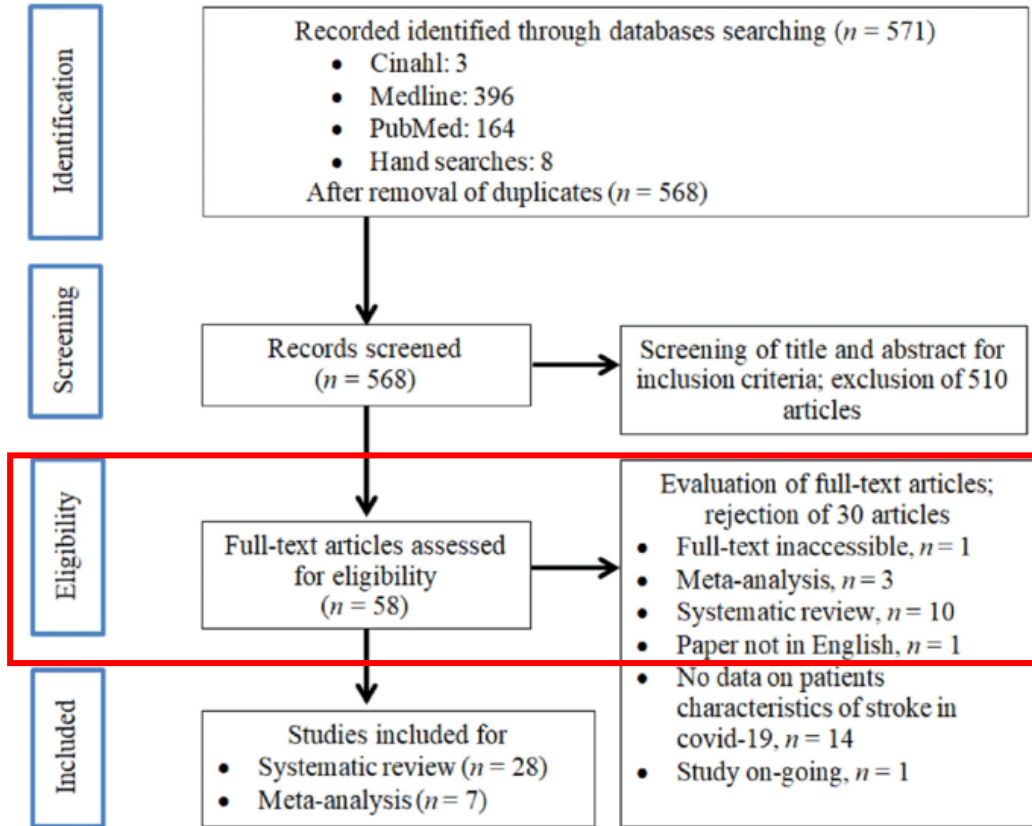 Identification
Recorded identified through databases searching (n = 571)
• Cinahl: 3
• Medline: 396
• PubMed: 164
• Hand searches: 8
After removal of duplicates (n = 568)
Screening
Records screened
(n = 568)
Screening of title and abstract for
inclusion criteria; exclusion of 510
articles
Eligibility
Full-text articles assessed
for eligibility
(n = 58)
Evaluation of full-text articles;
rejection of 30 articles
• Full-text inaccessible, n = 1
• Meta-analysis, n = 3
• Systematic review, n = 10
• Paper not in English, n = 1
• No data on patients
characteristics of stroke in
covid-19, n = 14
• Study on-going, n = 1
Included
Studies included for
• Systematic review (n = 28)
• Meta-analysis (n = 7)